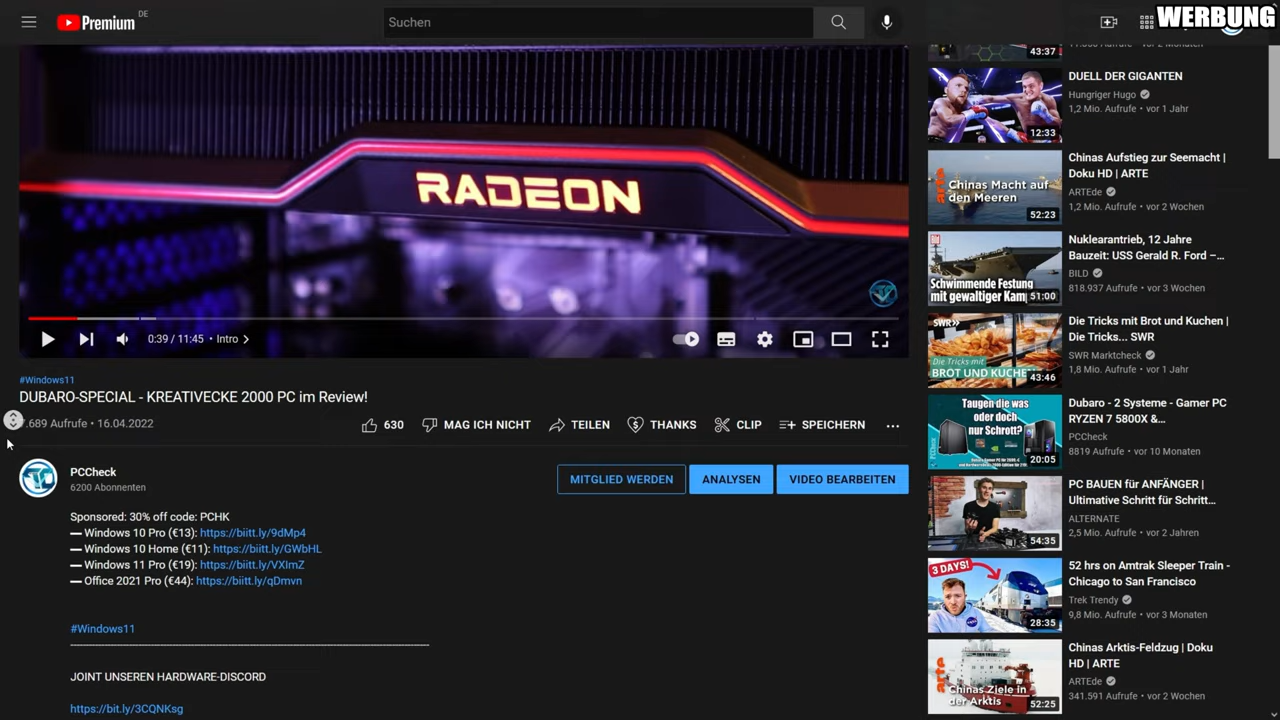 Premium
DE
Suchen
WERBUNG
RADEON
0:39 / 11:45 • Intro
#Windows11
DUBARO-SPECIAL - KREATIVECKE 2000 PC im Review!
.689 Aufrufe • 16.04.2022
630
MAG ICH NICHT
TEILEN
THANKS
CLIP
SPEICHERN
PCCheck
6200 Abonnenten
MITGLIED WERDEN
ANALYSEN
VIDEO BEARBEITEN
Sponsored: 30% off code: PCHK
— Windows 10 Pro (€13): https://biitt.ly/9dMp4
— Windows 10 Home (€11): https://biitt.ly/GWbHL
— Windows 11 Pro (€19): https://biitt.ly/VXImZ
— Office 2021 Pro (€44): https://biitt.ly/qDmvn
#Windows11
JOINT UNSEREN HARDWARE-DISCORD
https://bit.ly/3CQNKsg
43:37
12:33
DUELL DER GIGANTEN
Hungriger Hugo
1,2 Mio. Aufrufe • vor 1 Jahr
arte
Chinas Macht auf
den Meeren
52:23
Chinas Aufstieg zur Seemacht |
Doku HD | ARTE
ARTEde
1,2 Mio. Aufrufe • vor 2 Wochen
Schwimmende Festung
mit gewaltiger Kam
51:00
Nuklearantrieb, 12 Jahre
Bauzeit: USS Gerald R. Ford –...
BILD
818.937 Aufrufe • vor 3 Wochen
SWR»
Die Tricks mit
BROT UND KUCHEN
43:46
Die Tricks mit Brot und Kuchen |
Die Tricks... SWR
SWR Marktcheck
1,8 Mio. Aufrufe • vor 1 Jahr
Taugen die was
oder doch
nur Schrott?
20:05
Dubaro - 2 Systeme - Gamer PC
RYZEN 7 5800X &...
PCCheck
8819 Aufrufe • vor 10 Monaten
54:35
PC BAUEN für ANFÄNGER |
Ultimative Schritt für Schritt...
ALTERNATE
2,5 Mio. Aufrufe • vor 2 Jahren
3 DAYS!
28:35
52 hrs on Amtrak Sleeper Train -
Chicago to San Francisco
Trek Trendy
9,8 Mio. Aufrufe • vor 3 Monaten
arte
Chinas Ziele in
der Arktis
52:25
Chinas Arktis-Feldzug | Doku
HD | ARTE
ARTEde
341.591 Aufrufe • vor 2 Wochen